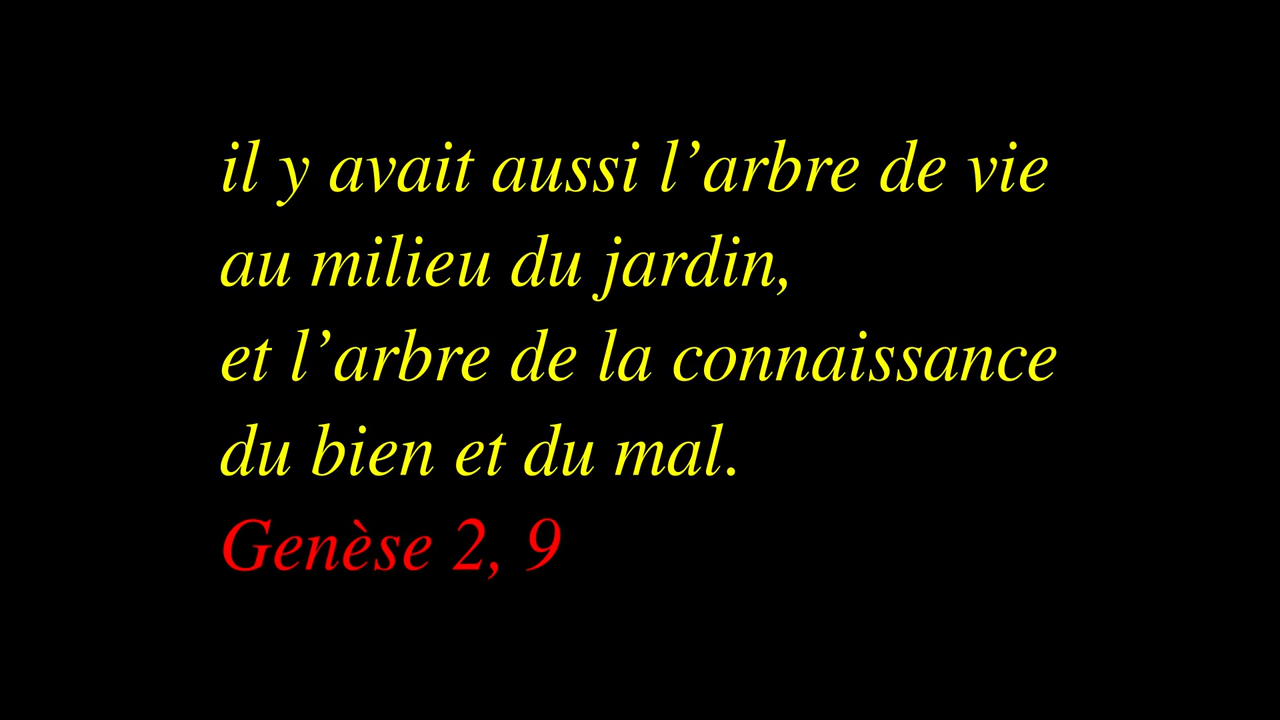 il y avait aussi l’arbre de vie
au milieu du jardin,
et l’arbre de la connaissance
du bien et du mal.
Genèse 2, 9